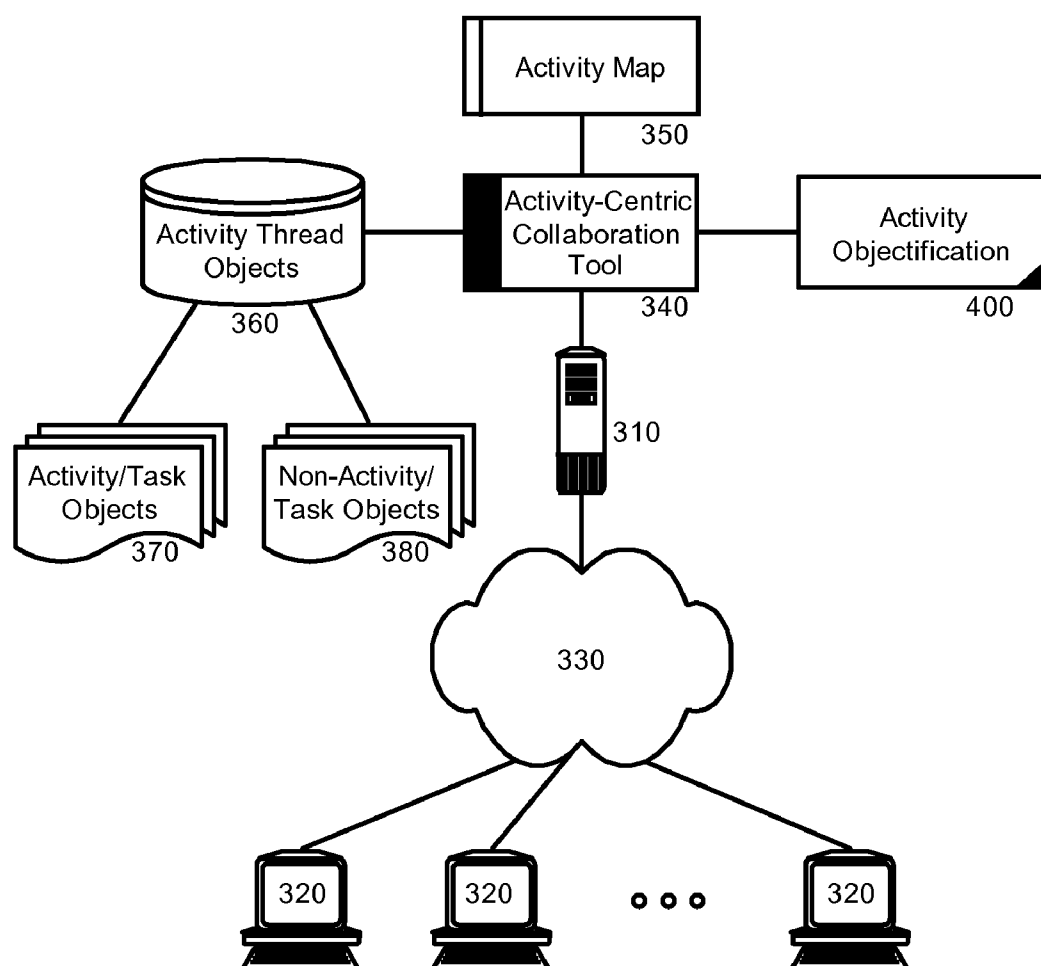 Activity Map
350
Activity Thread
Objects
360
Activity-Centric
Collaboration
Tool
340
Activity
Objectification
400
310
Activity/Task
Objects
370
Non-Activity/
Task Objects
380
330
320
320
320